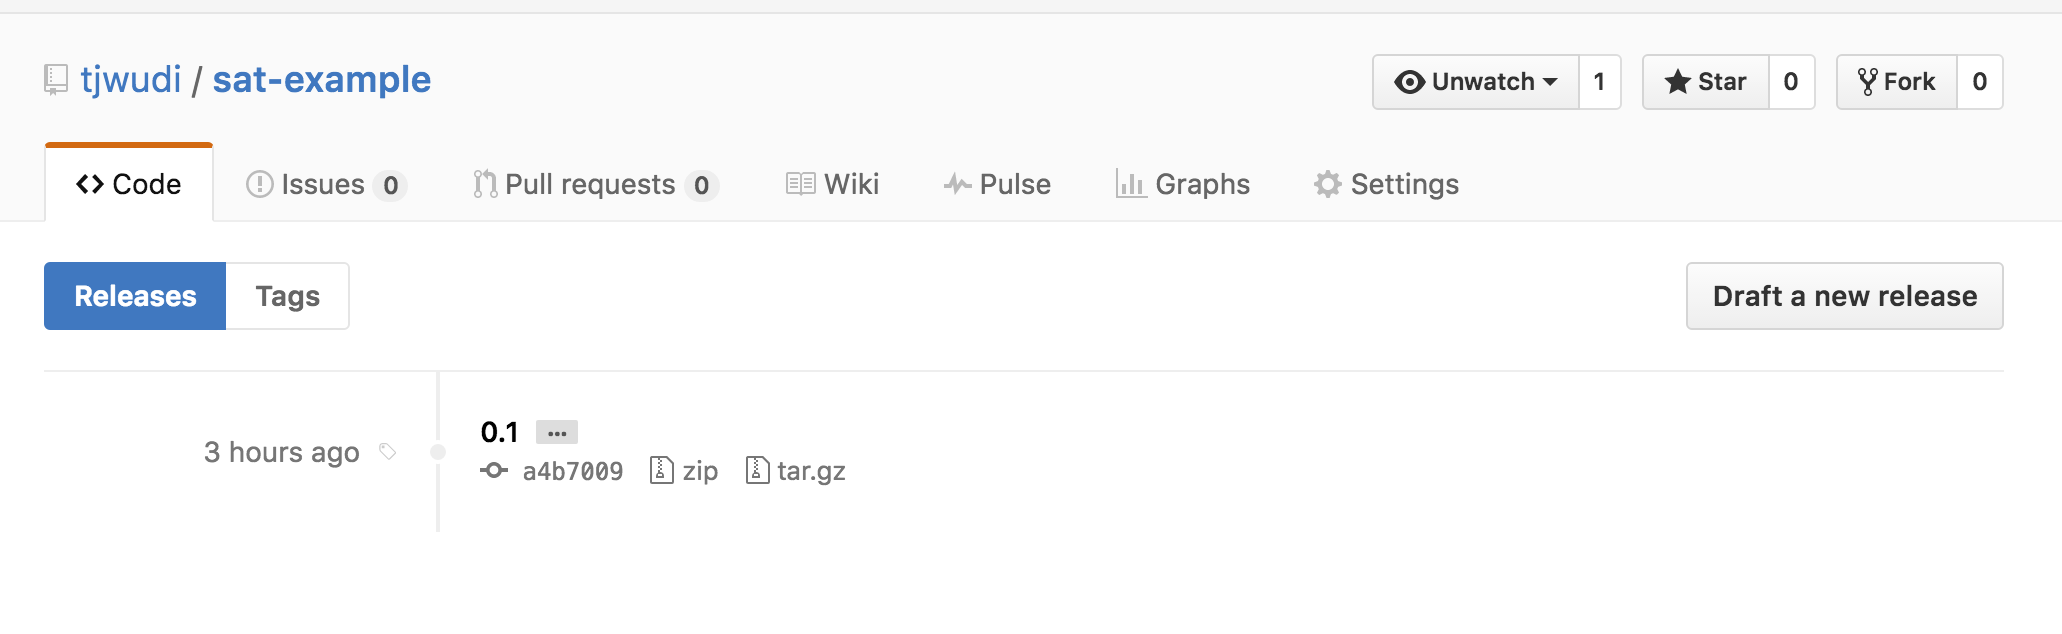 tjwudi / sat-example
Unwatch 1 Star 0 Fork 0
Code Issues 0 Pull requests 0 Wiki Pulse Graphs Settings
Releases Tags Draft a new release
0.1 ...
3 hours ago
a4b7009 zip tar.gz